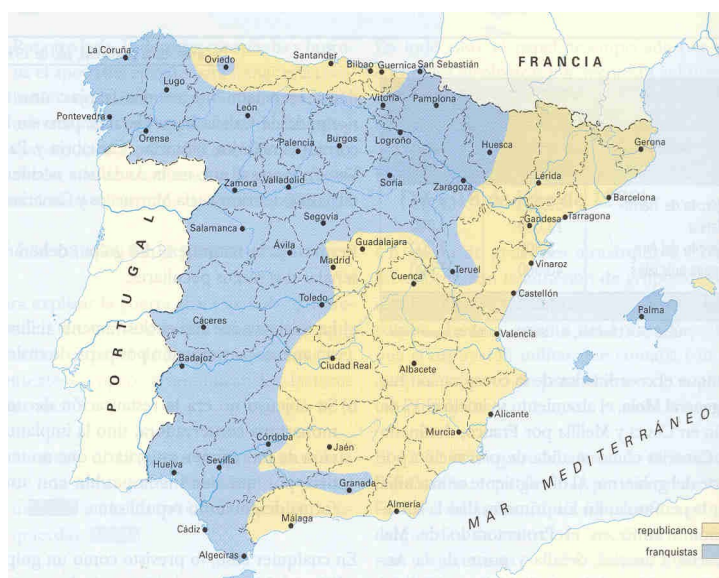 La Coruña
Oviedo
Santander
Bilbao
Guernica
San Sebastián
FRANCIA
Lugo
Vitoria
Pamplona
Pontevedra
León
Orense
Palencia
Burgos
Logroño
Huesca
Gerona
Zamora
Valladolid
Soria
Zaragoza
Lérida
Barcelona
Salamanca
Segovia
Gandesa
Tarragona
Ávila
Guadalajara
Madrid
Teruel
Vinaroz
Cuenca
Toledo
Castellón
PORTUGAL
Cáceres
Palma
Valencia
Badajoz
Ciudad Real
Albacete
Alicante
Córdoba
Jaén
Murcia
Huelva
Sevilla
Granada
MAR MEDITERRÁNEO
Cádiz
Málaga
Almería
Algeciras
republicanos
franquistas